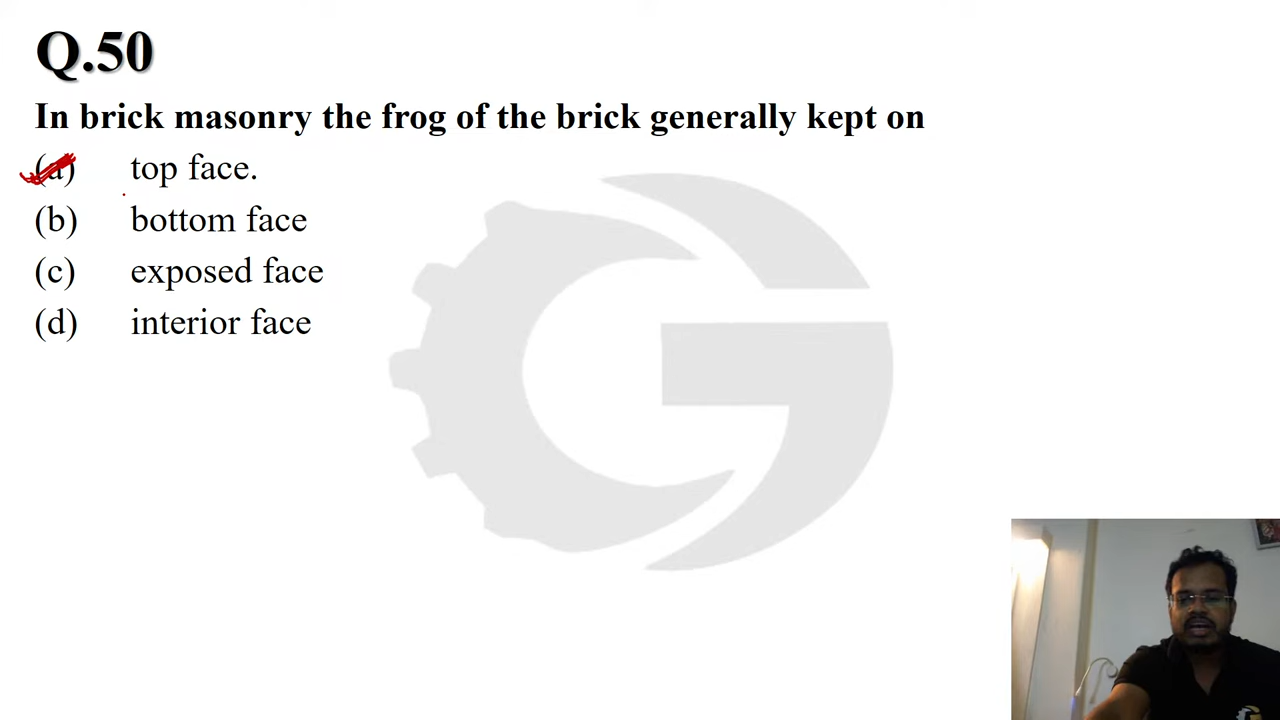 Q.50
In brick masonry the frog of the brick generally kept on
(a) top face.
(b) bottom face
(c) exposed face
(d) interior face